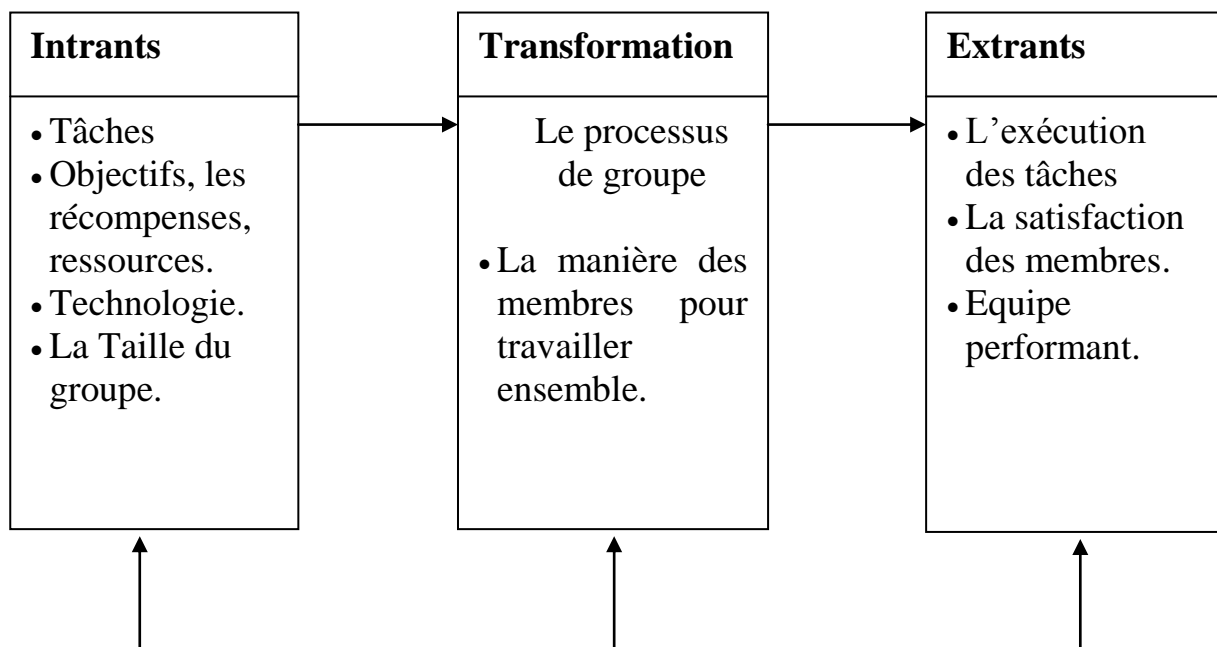 Intrants
• Tâches
• Objectifs, les
récompenses,
ressources.
• Technologie.
• La Taille du
groupe.
Transformation
Le processus
de groupe
• La manière des
membres pour
travailler
ensemble.
Extrants
• L’exécution
des tâches
• La satisfaction
des membres.
• Equipe
performant.